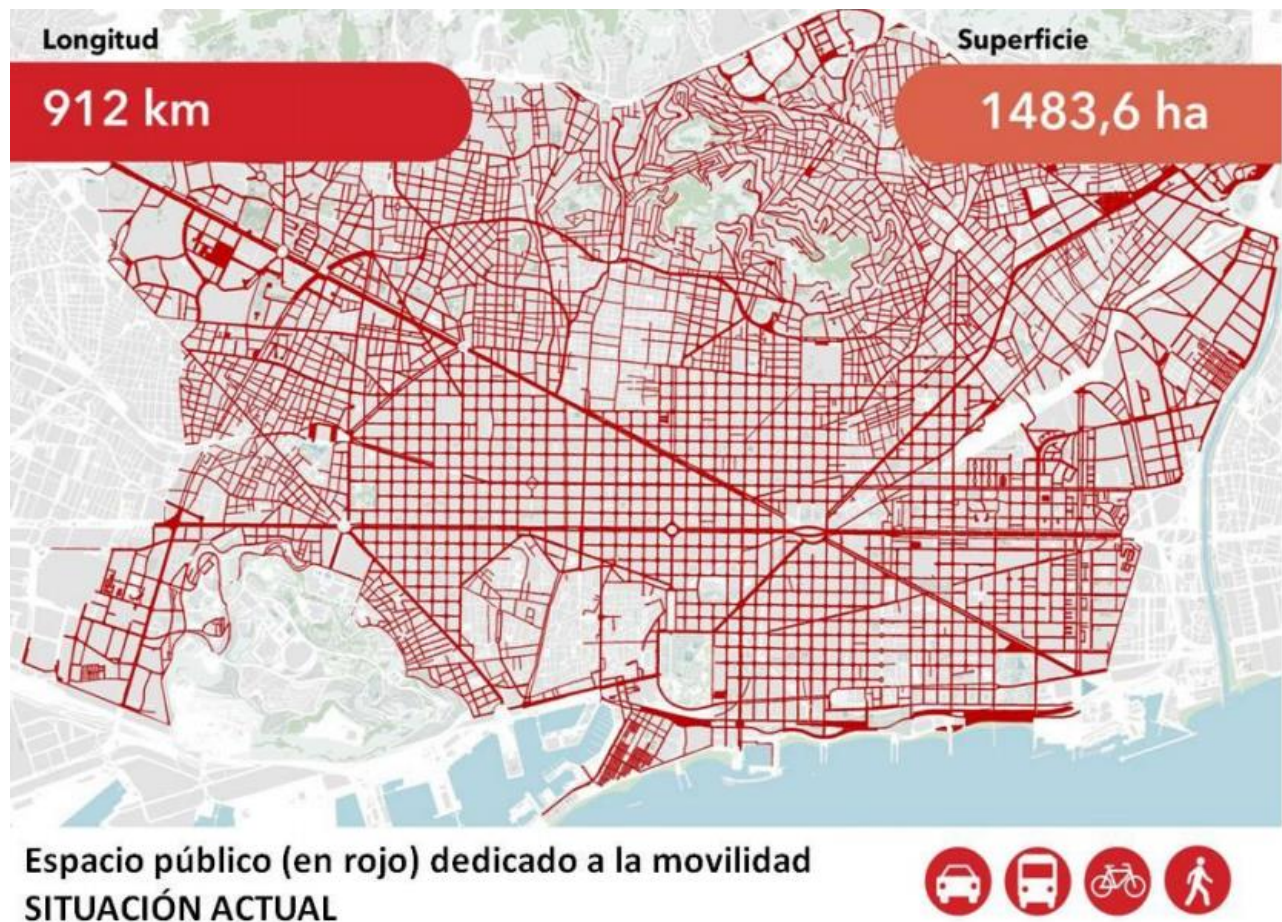 Longitud
912 km
Superficie
1483,6 ha
Espacio público (en rojo) dedicado a la movilidad
SITUACIÓN ACTUAL